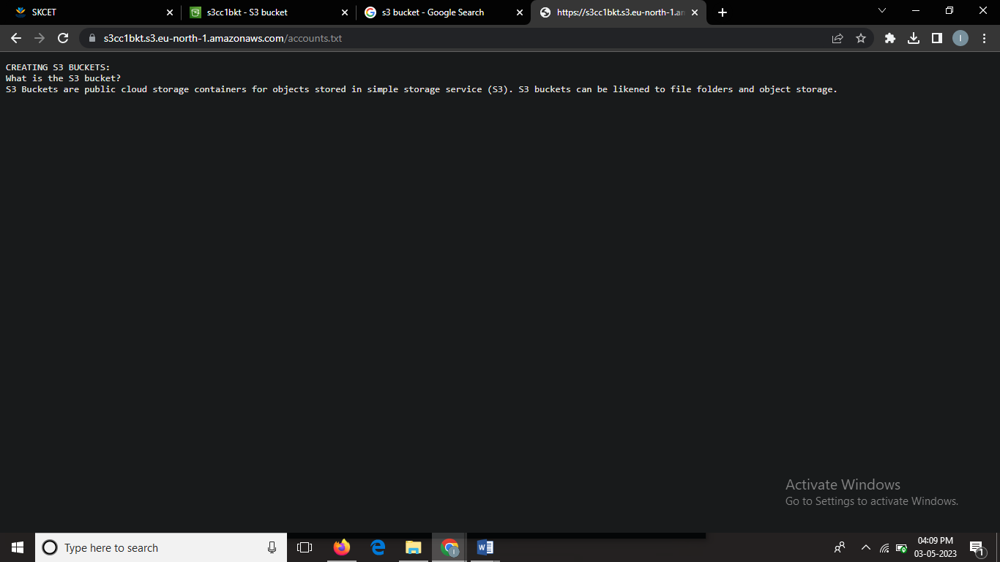 SKCET
s3cc1bkt - S3 bucket
s3 bucket - Google Search
https://s3cc1bkt.s3.eu-north-1.an
s3cc1bkt.s3.eu-north-1.amazonaws.com/accounts.txt
I
CREATING S3 BUCKETS:
What is the S3 bucket?
S3 Buckets are public cloud storage containers for objects stored in simple storage service (S3). S3 buckets can be likened to file folders and object storage.
Activate Windows
Go to Settings to activate Windows.
Type here to search
04:09 PM
03-05-2023
1